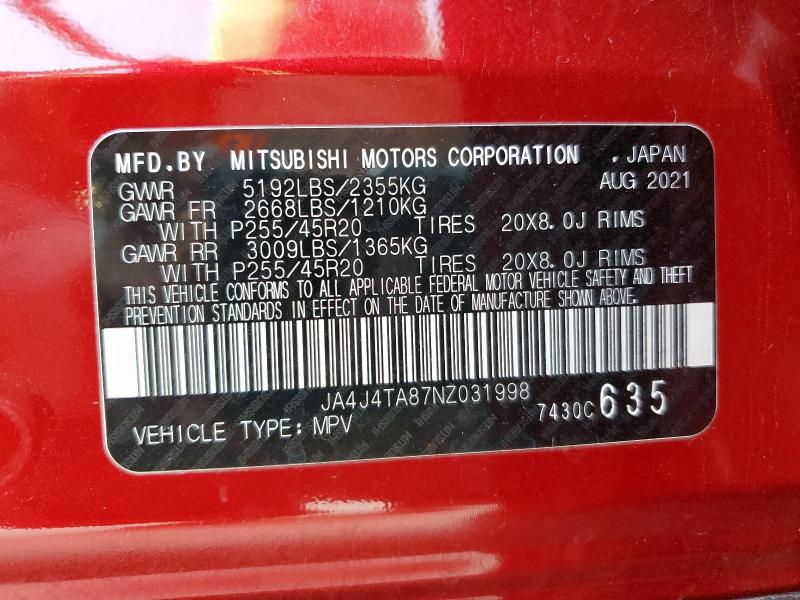 MFD.BY MITSUBISHI MOTORS CORPORATION . JAPAN
GVWR 5192LBS/2355KG AUG 2021
GAWR FR 2668LBS/1210KG
WITH P255/45R20 TIRES 20X8.0J RIMS
GAWR RR 3009LBS/1365KG
WITH P255/45R20 TIRES 20X8.0J RIMS
THIS VEHICLE CONFORMS TO ALL APPLICABLE FEDERAL MOTOR VEHICLE SAFETY AND THEFT
PREVENTION STANDARDS IN EFFECT ON THE DATE OF MANUFACTURE SHOWN ABOVE.
JA4J4TA87NZ031998
7430C 635
VEHICLE TYPE: MPV